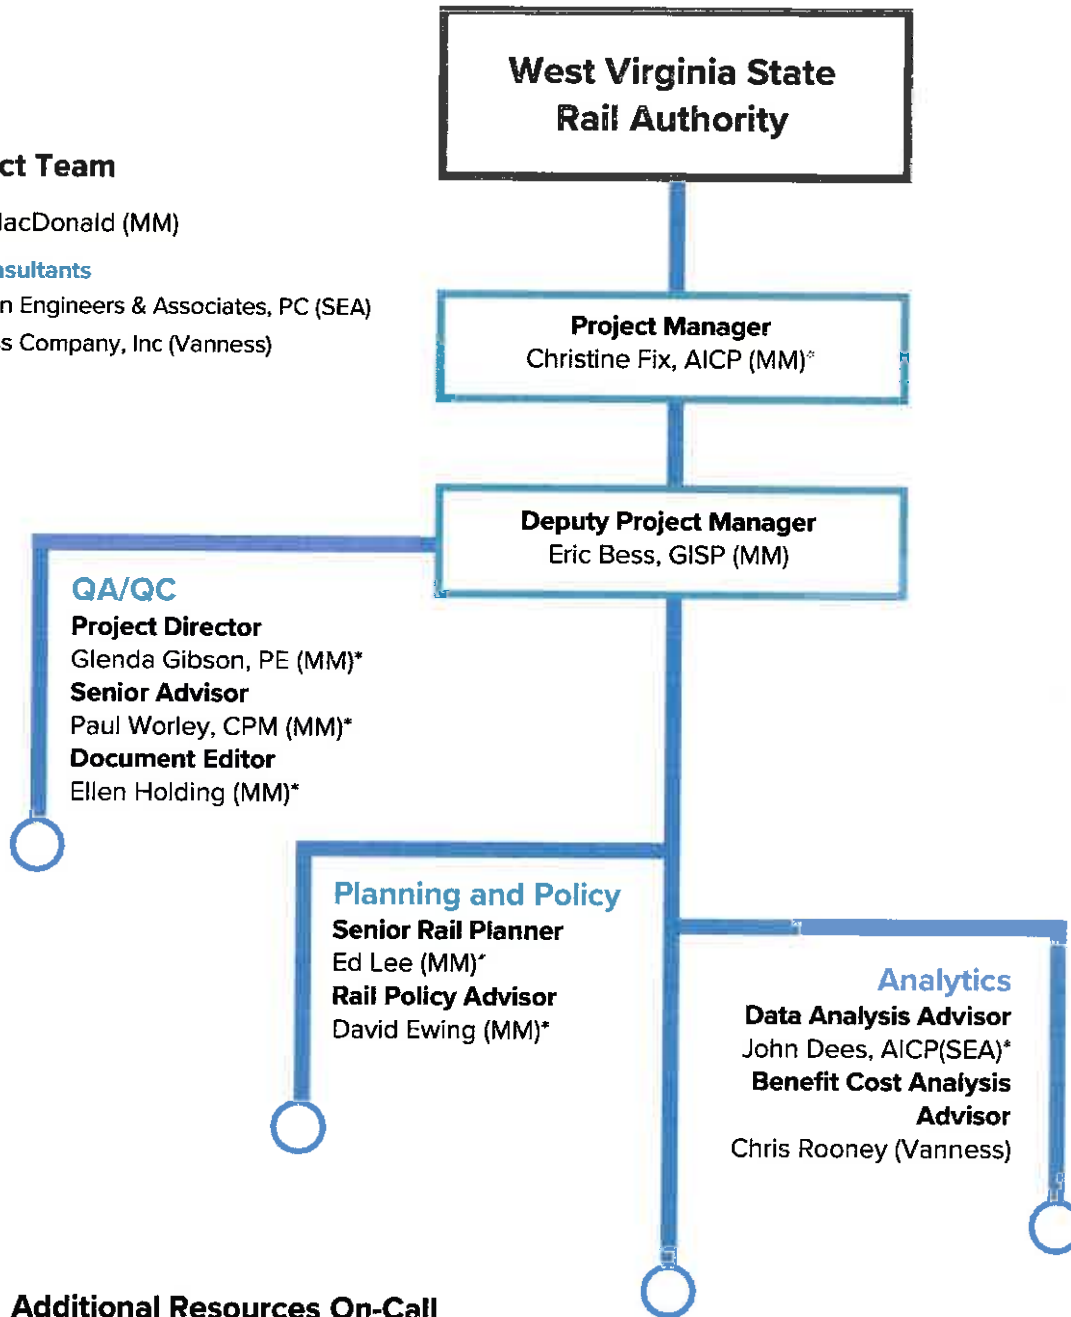 West Virginia State
Rail Authority
ct Team
MacDonald (MM)
nsultants
n Engineers & Associates, PC (SEA)
ss Company, Inc (Vanness)
Project Manager
Christine Fix, AICP (MM)*
Deputy Project Manager
Eric Bess, GISP (MM)
QA/QC
Project Director
Glenda Gibson, PE (MM)*
Senior Advisor
Paul Worley, CPM (MM)*
Document Editor
Ellen Holding (MM)*
Planning and Policy
Senior Rail Planner
Ed Lee (MM)*
Rail Policy Advisor
David Ewing (MM)*
Analytics
Data Analysis Advisor
John Dees, AICP(SEA)*
Benefit Cost Analysis
Advisor
Chris Rooney (Vanness)
Additional Resources On-Call